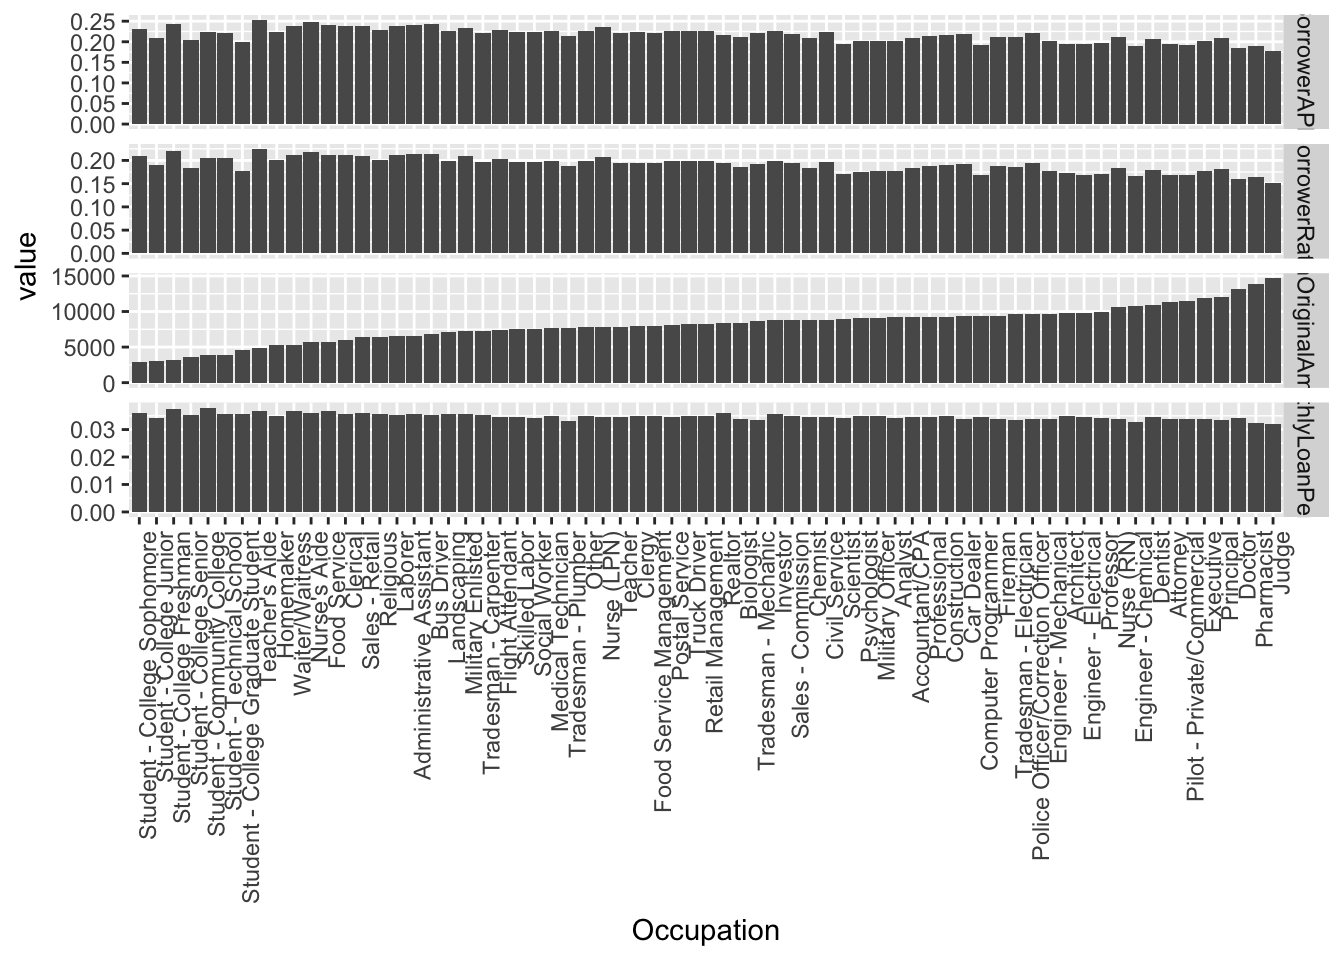 value
0.25
0.20
0.15
0.10
0.05
0.00
orrowerAP
0.20
0.15
0.10
0.05
0.00
orrowerRat
15000
10000
5000
0
OriginalAm
0.03
0.02
0.01
0.00
hlyLoanPe
Student - College Sophomore
Student - College Junior
Student - College Freshman
Student - College Senior
Student - Community College
Student - Technical School
Student - College Graduate Student
Teacher's Aide
Homemaker
Waiter/Waitress
Nurse's Aide
Food Service
Clerical
Sales - Retail
Religious
Laborer
Administrative Assistant
Bus Driver
Landscaping
Military Enlisted
Tradesman - Carpenter
Flight Attendant
Skilled Labor
Social Worker
Medical Technician
Tradesman - Plumber
Other
Nurse (LPN)
Teacher
Clergy
Food Service Management
Postal Service
Truck Driver
Retail Management
Realtor
Biologist
Tradesman - Mechanic
Investor
Sales - Commission
Chemist
Civil Service
Scientist
Psychologist
Military Officer
Analyst
Accountant/CPA
Professional
Construction
Car Dealer
Computer Programmer
Fireman
Tradesman - Electrician
Police Officer/Correction Officer
Engineer - Mechanical
Architect
Engineer - Electrical
Professor
Nurse (RN)
Engineer - Chemical
Dentist
Attorney
Pilot - Private/Commercial
Executive
Principal
Doctor
Pharmacist
Judge
Occupation